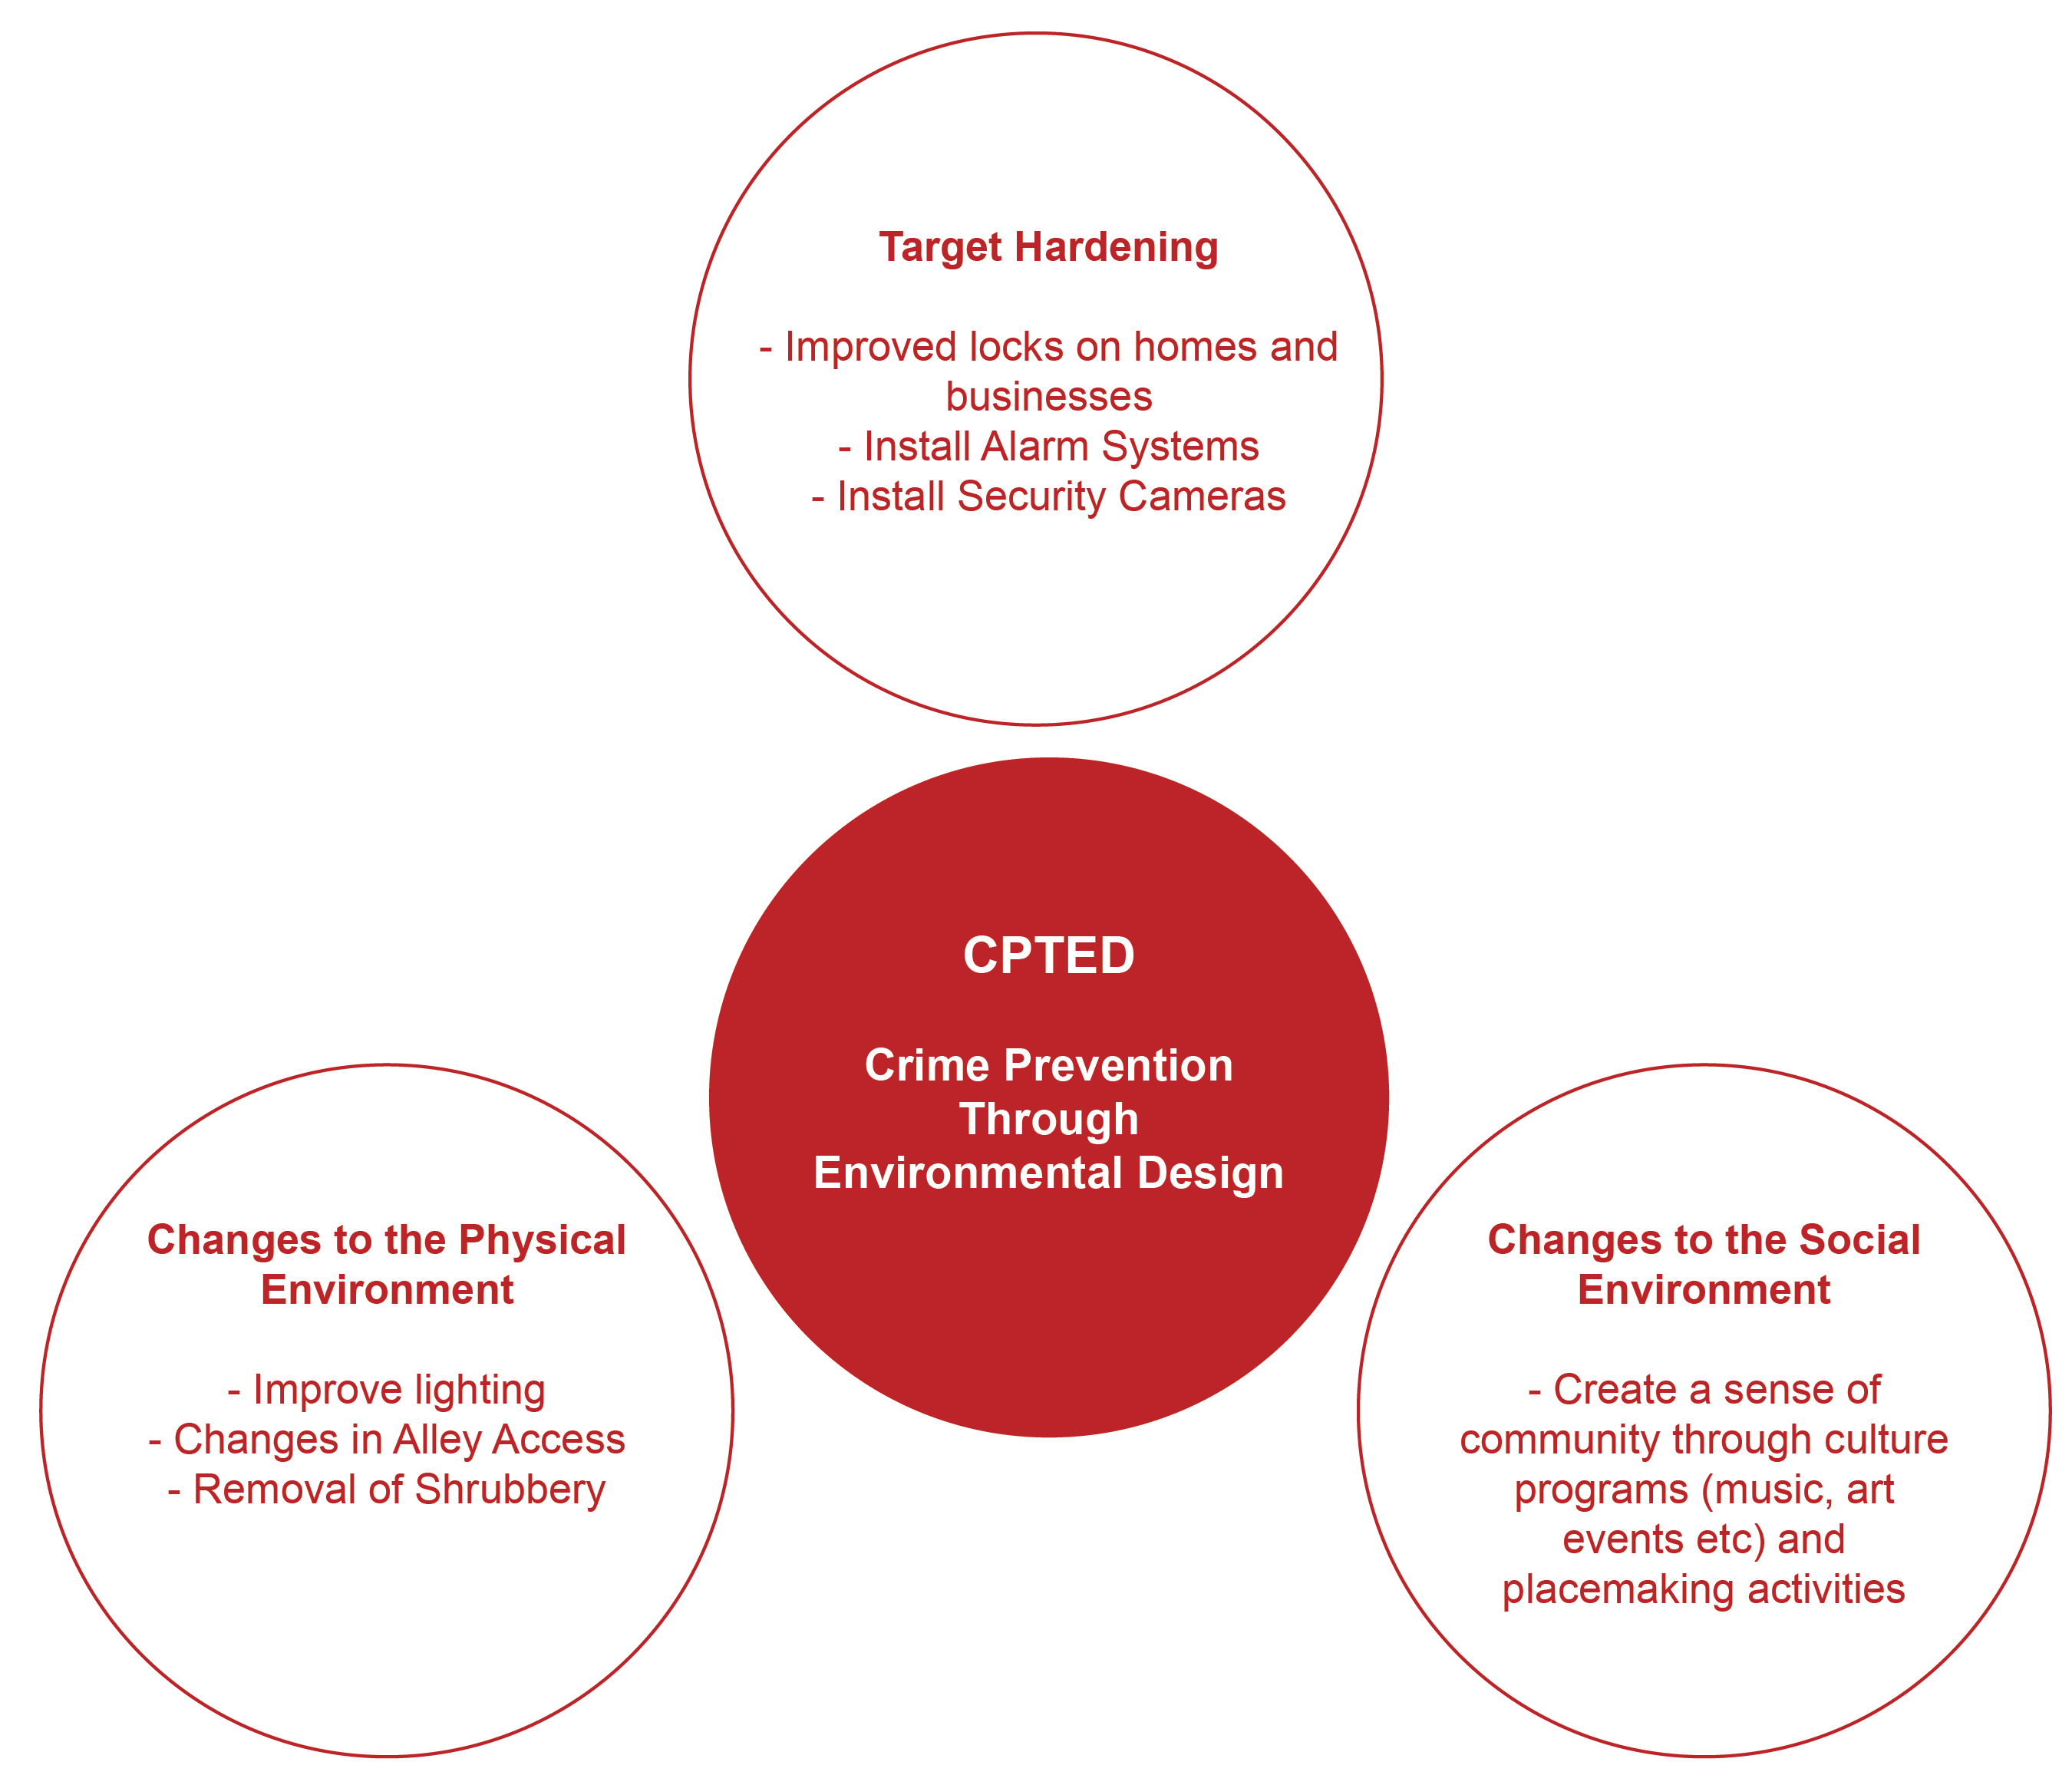 Target Hardening
- Improved locks on homes and
businesses
- Install Alarm Systems
- Install Security Cameras
CPTED
Crime Prevention
Through
Environmental Design
Changes to the Physical
Environment
- Improve lighting
- Changes in Alley Access
- Removal of Shrubbery
Changes to the Social
Environment
- Create a sense of
community through culture
programs (music, art
events etc) and
placemaking activities